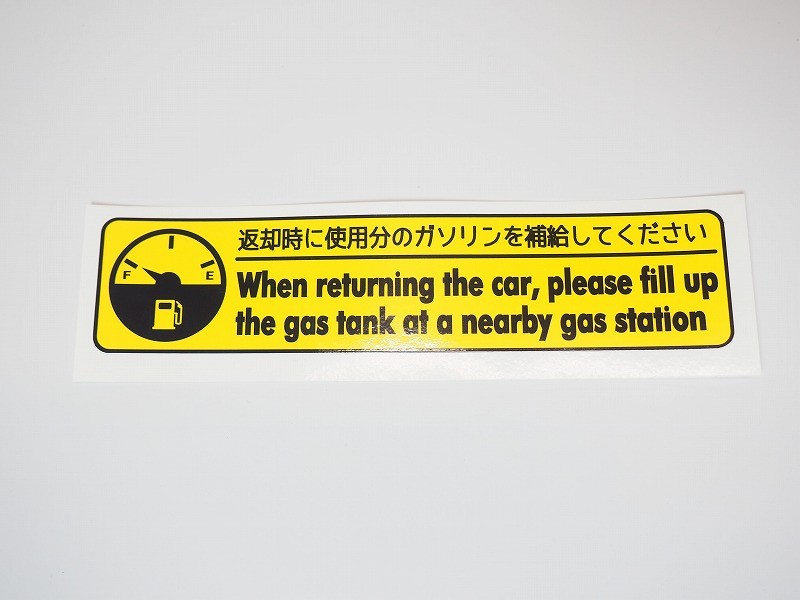 返却時に使用分のガソリンを補給してください
F E
When returning the car, please fill up
the gas tank at a nearby gas station